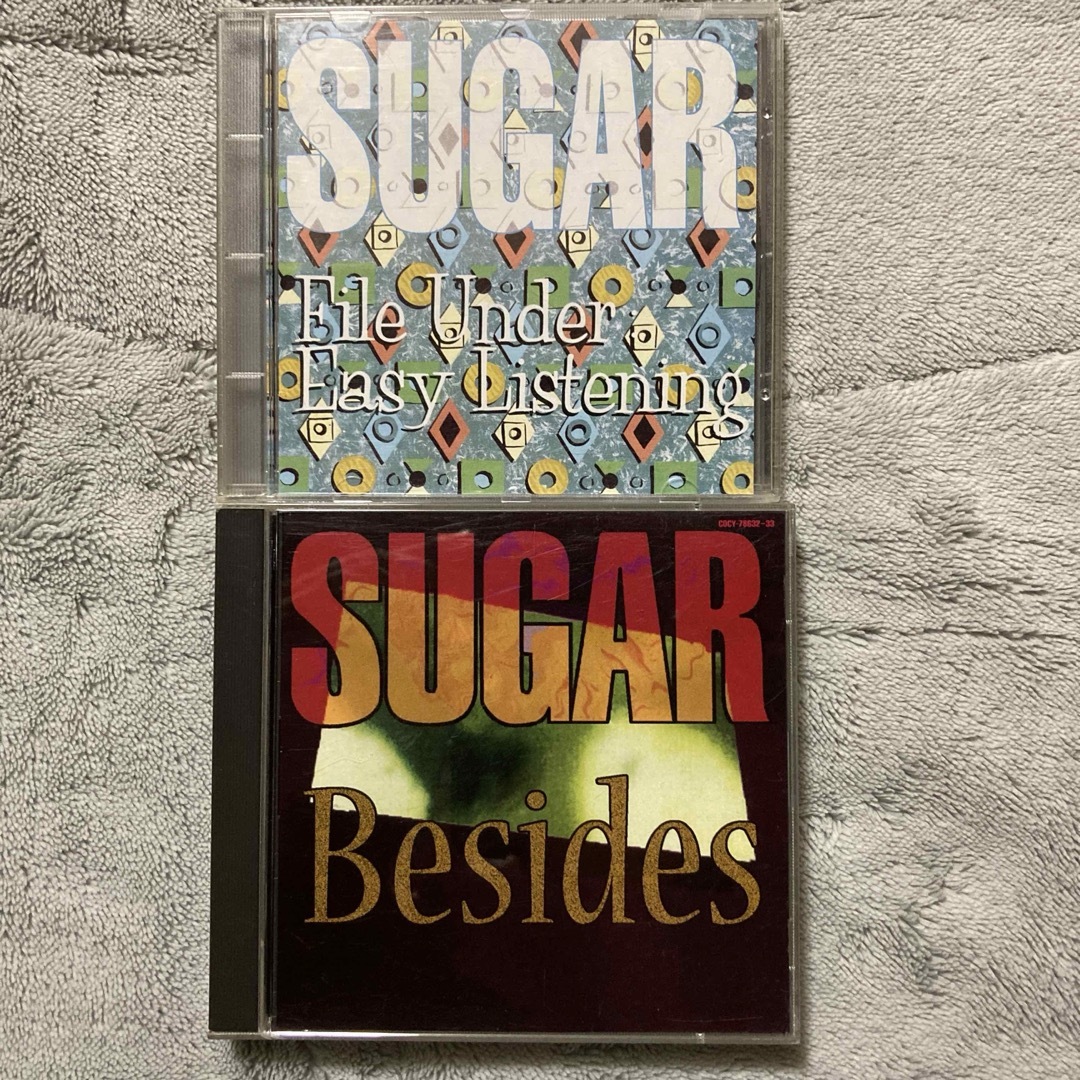 SUGAR
File Under
Easy Listening
COCY-78632-33
SUGAR
Besides